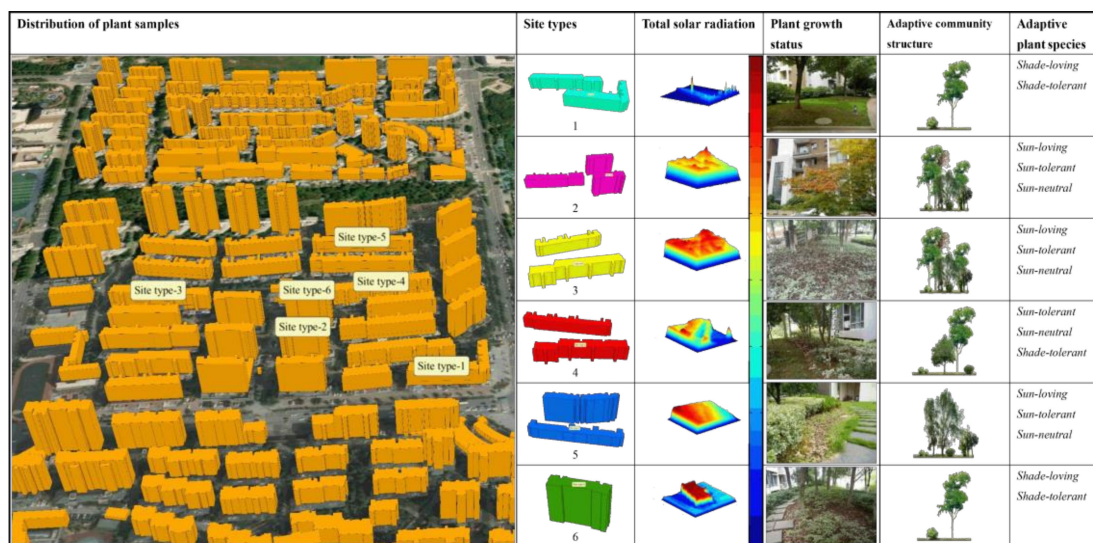 Distribution of plant samples
Site types
Total solar radiation
Plant growth
status
Adaptive community
structure
Adaptive
plant species
Site type-5
Site type-3
Site type-6
Site type-4
Site type-2
Site type-1
1
Shade-loving
Shade-tolerant
2
Sun-loving
Sun-tolerant
Sun-neutral
3
Sun-loving
Sun-tolerant
Sun-neutral
4
Sun-tolerant
Sun-neutral
Shade-tolerant
5
Sun-loving
Sun-tolerant
Sun-neutral
6
Shade-loving
Shade-tolerant